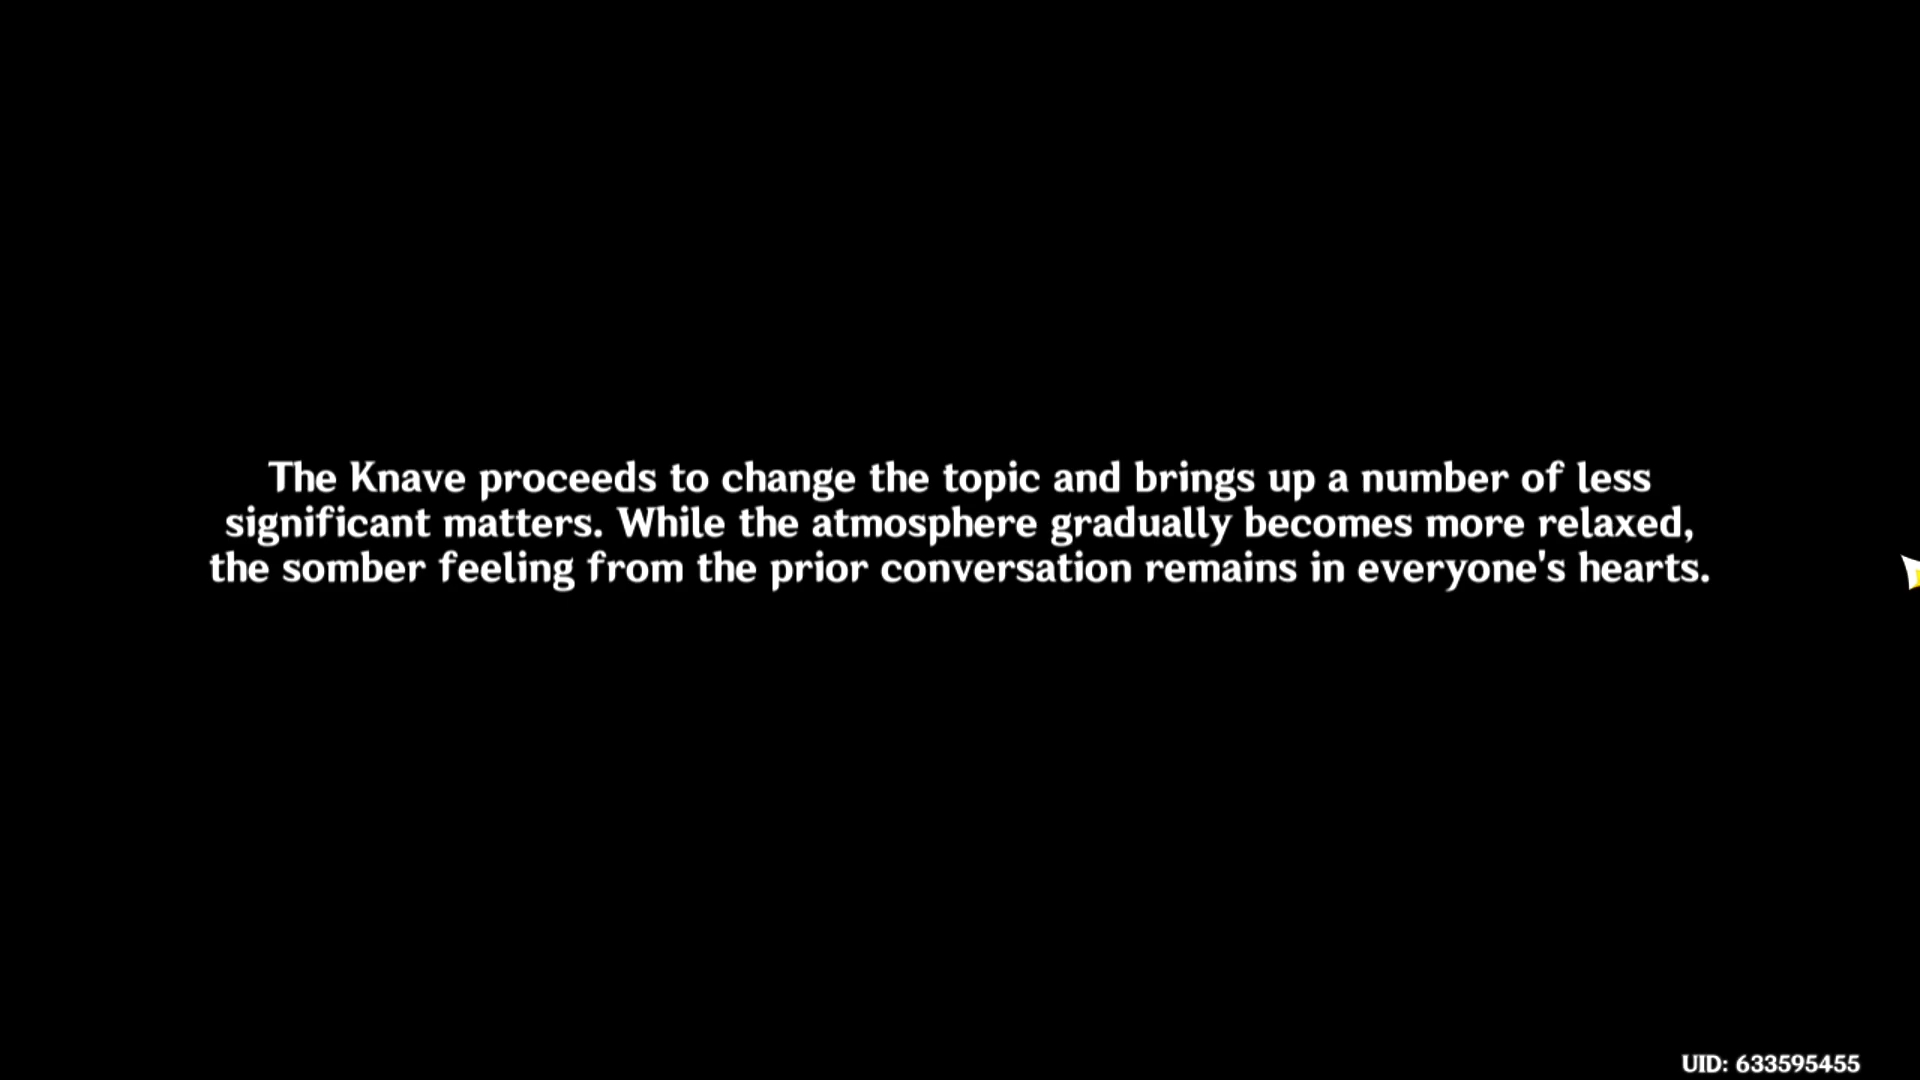 The Knave proceeds to change the topic and brings up a number of less
significant matters. While the atmosphere gradually becomes more relaxed,
the somber feeling from the prior conversation remains in everyone's hearts.
UID: 633595455